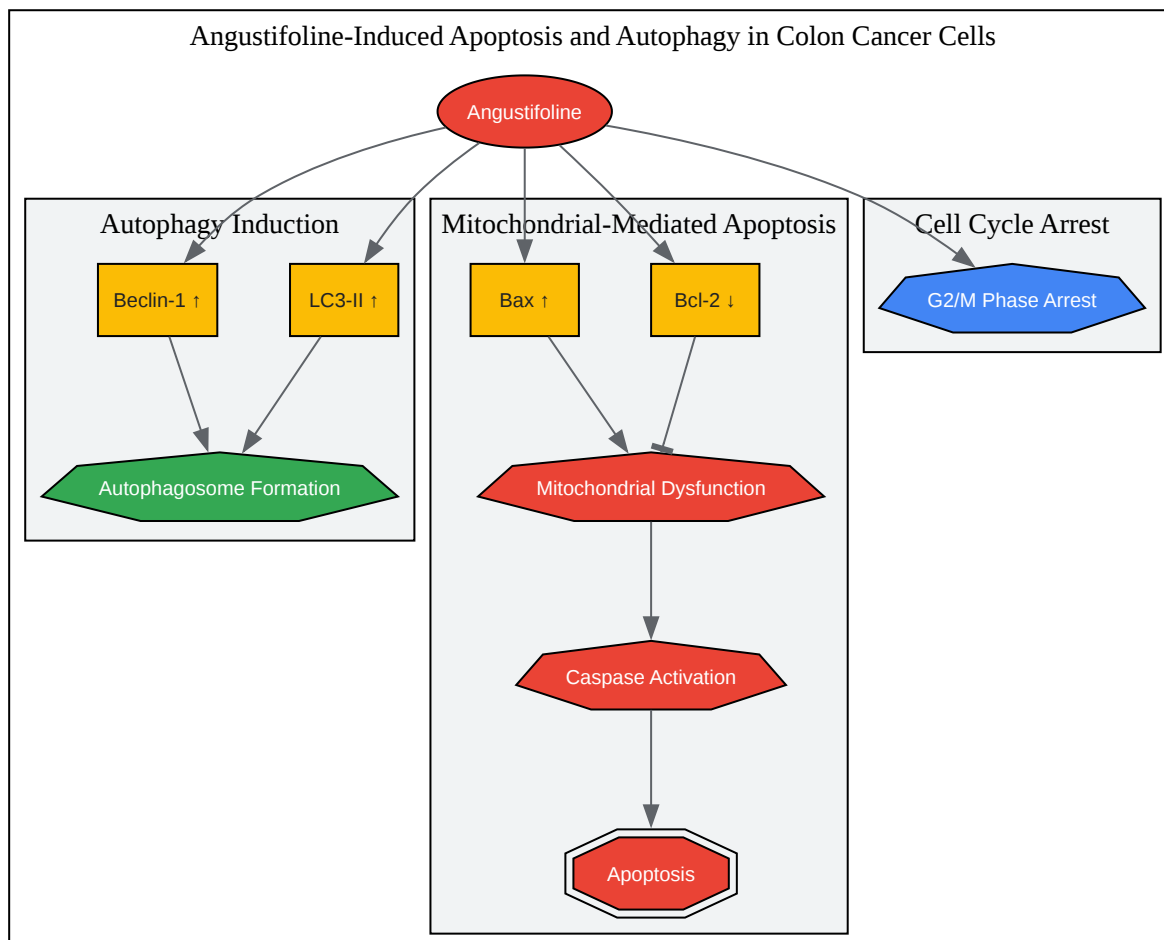 Angustifoline-Induced Apoptosis and Autophagy in Colon Cancer Cells
Angustifoline
Autophagy Induction
Mitochondrial-Mediated Apoptosis
Cell Cycle Arrest
Beclin-1 ↑
LC3-II ↑
Bax ↑
Bcl-2 ↓
G2/M Phase Arrest
Autophagosome Formation
Mitochondrial Dysfunction
Caspase Activation
Apoptosis